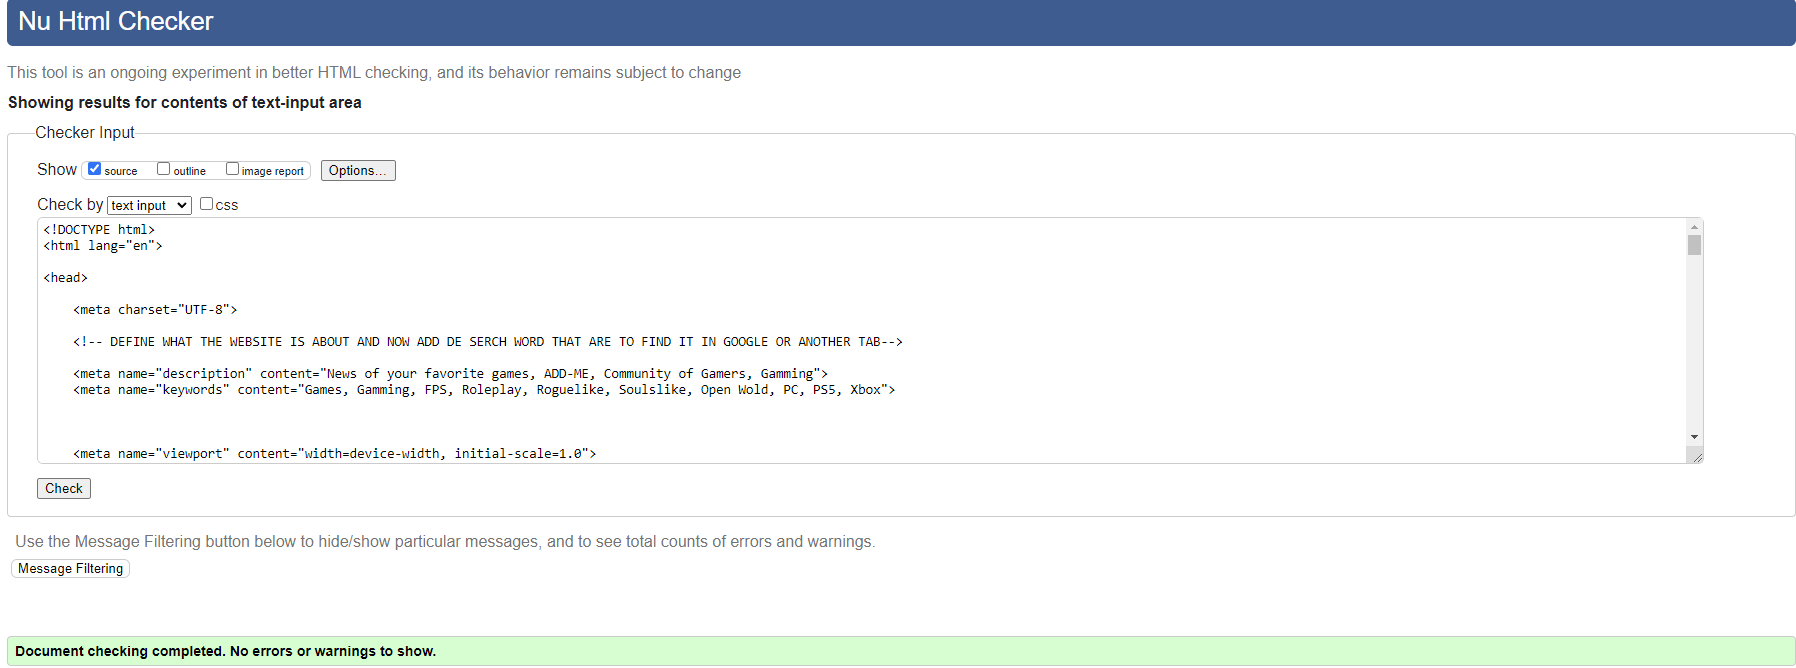 Nu Html Checker
This tool is an ongoing experiment in better HTML checking, and its behavior remains subject to change
Showing results for contents of text-input area
Checker Input
Show source outline image report Options...
Check by text input css
<!DOCTYPE html>
<html lang="en">
<head>
<meta charset="UTF-8">
<!-- DEFINE WHAT THE WEBSITE IS ABOUT AND NOW ADD DE SERCH WORD THAT ARE TO FIND IT IN GOOGLE OR ANOTHER TAB-->
<meta name="description" content="News of your favorite games, ADD-ME, Community of Gamers, Gamming">
<meta name="keywords" content="Games, Gamming, FPS, Roleplay, Roguelike, Soulslike, Open Wold, PC, PS5, Xbox">
<meta name="viewport" content="width=device-width, initial-scale=1.0">
Check
Use the Message Filtering button below to hide/show particular messages, and to see total counts of errors and warnings.
Message Filtering
Document checking completed. No errors or warnings to show.